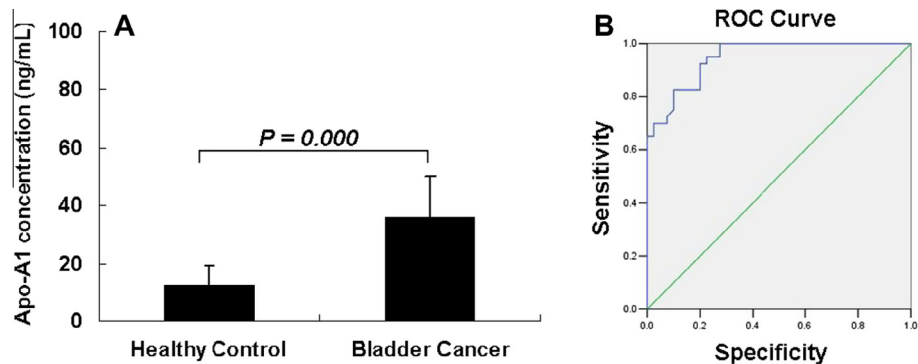 A
Apo-A1 concentration (ng/mL)
100
80
60
40
20
0
P = 0.000
Healthy Control
Bladder Cancer
B
ROC Curve
Sensitivity
1.0
0.8
0.6
0.4
0.2
0.0
0.0 0.2 0.4 0.6 0.8 1.0
Specificity